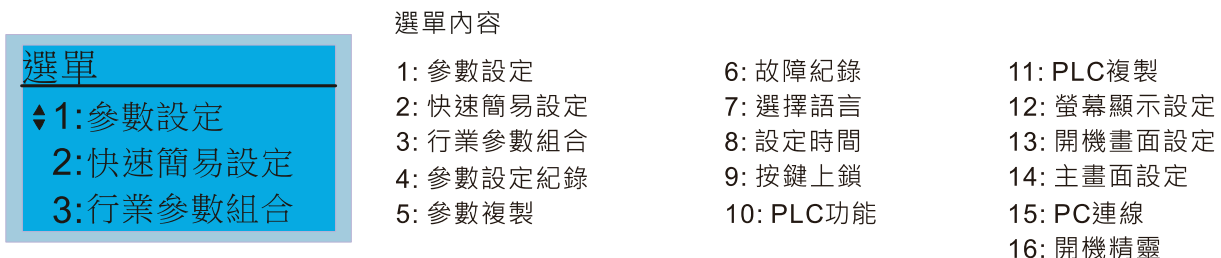 選單
1:參數設定
2:快速簡易設定
3:行業參數組合
選單內容
1: 參數設定
2: 快速簡易設定
3: 行業參數組合
4: 參數設定紀錄
5: 參數複製
6: 故障紀錄
7: 選擇語言
8: 設定時間
9: 按鍵上鎖
10: PLC功能
11: PLC複製
12: 螢幕顯示設定
13: 開機畫面設定
14: 主畫面設定
15: PC連線
16: 開機精靈